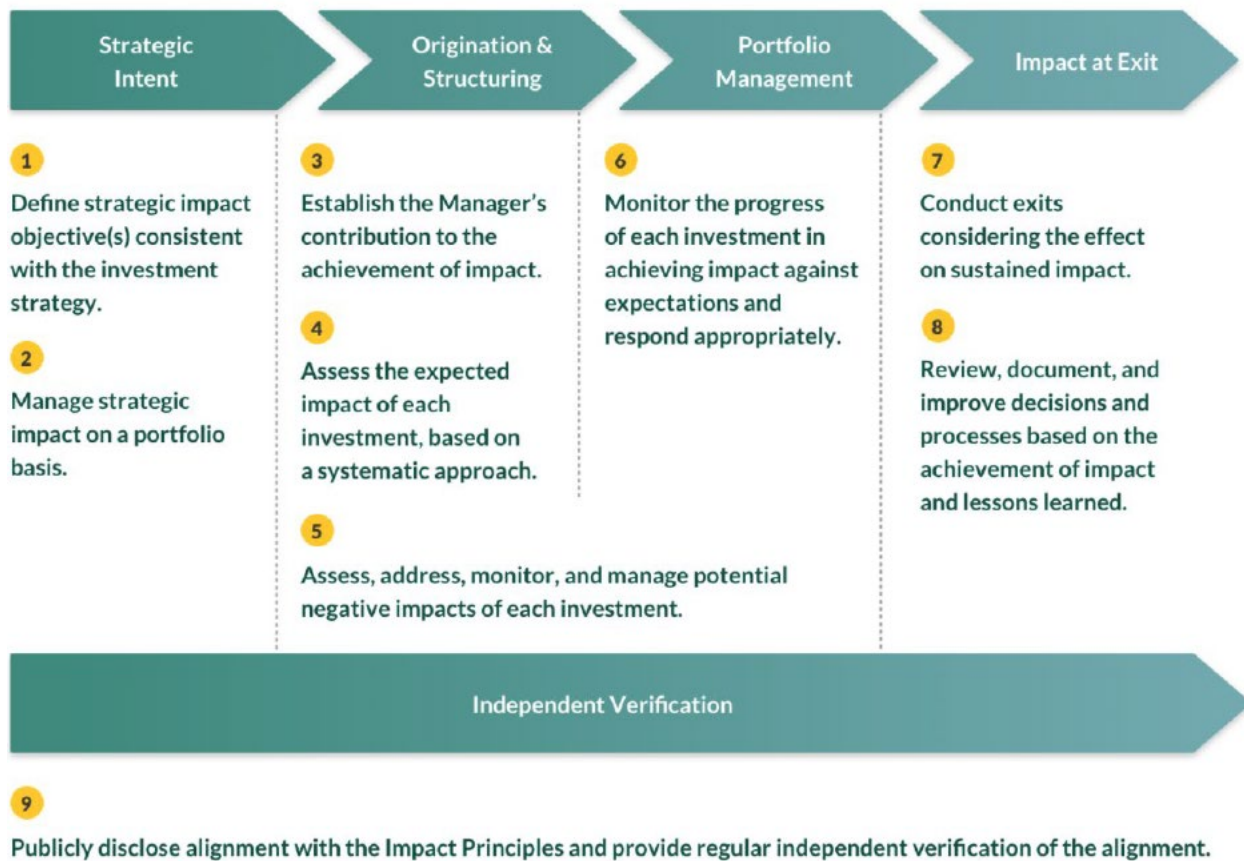 Strategic
Intent
Origination &
Structuring
Portfolio
Management
Impact at Exit
1
Define strategic impact
objective(s) consistent
with the investment
strategy.
2
Manage strategic
impact on a portfolio
basis.
3
Establish the Manager’s
contribution to the
achievement of impact.
4
Assess the expected
impact of each
investment, based on
a systematic approach.
5
Assess, address, monitor, and manage potential
negative impacts of each investment.
6
Monitor the progress
of each investment in
achieving impact against
expectations and
respond appropriately.
7
Conduct exits
considering the effect
on sustained impact.
8
Review, document, and
improve decisions and
processes based on the
achievement of impact
and lessons learned.
Independent Verification
9
Publicly disclose alignment with the Impact Principles and provide regular independent verification of the alignment.